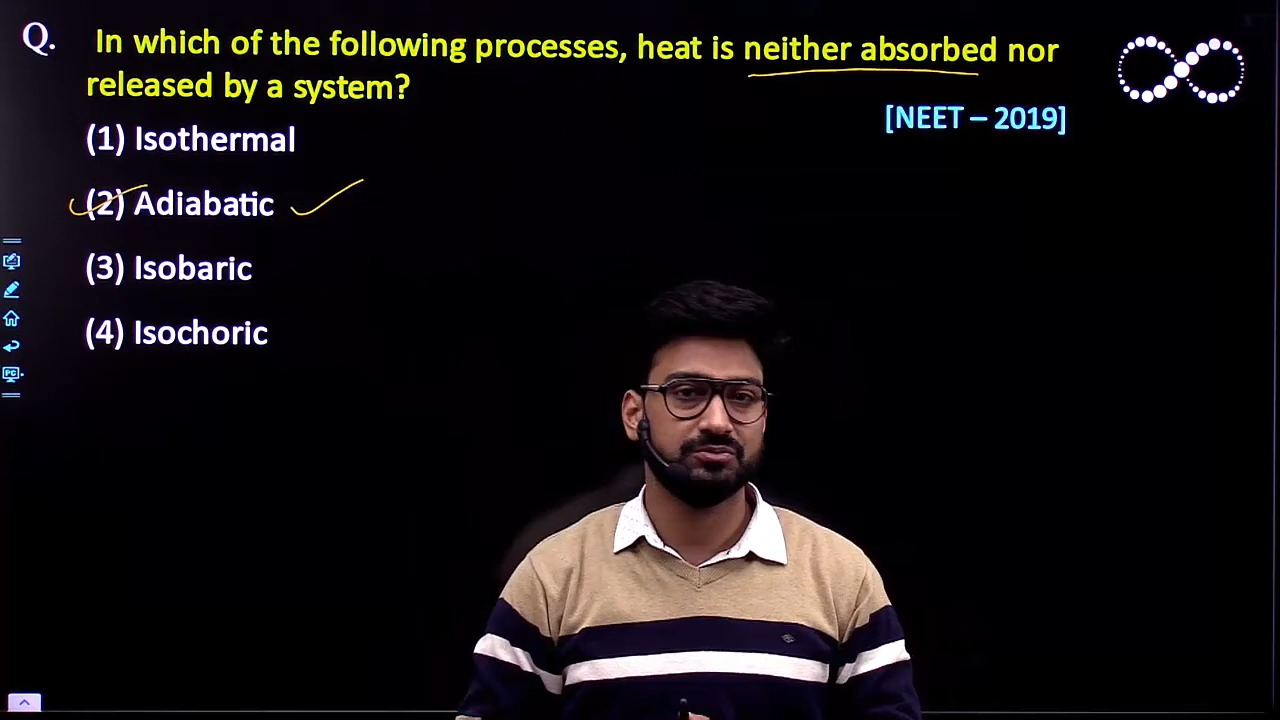 Q. In which of the following processes, heat is neither absorbed nor
released by a system?
[NEET – 2019]
(1) Isothermal
(2) Adiabatic
(3) Isobaric
(4) Isochoric
PC